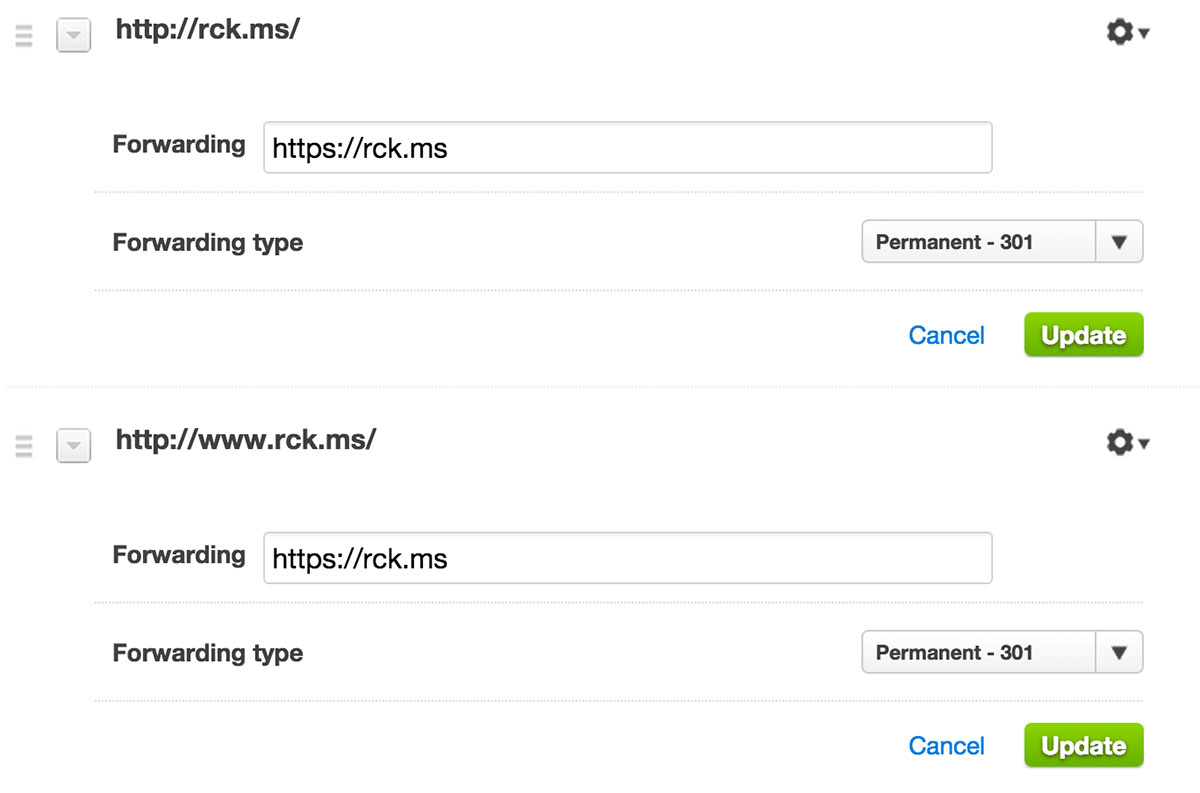 http://rck.ms/
Forwarding https://rck.ms
Forwarding type Permanent - 301
Cancel Update
http://www.rck.ms/
Forwarding https://rck.ms
Forwarding type Permanent - 301
Cancel Update